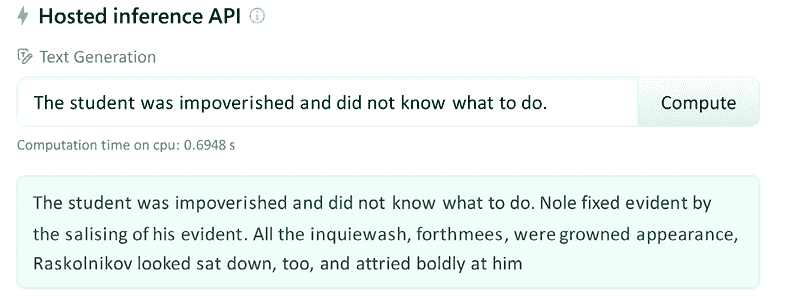 Hosted inference API
Text Generation
The student was impoverished and did not know what to do.
Compute
Computation time on cpu: 0.6948 s
The student was impoverished and did not know what to do. Nole fixed evident by
the salising of his evident. All the inquiewash, forthmees, were growned appearance,
Raskolnikov looked sat down, too, and attried boldly at him